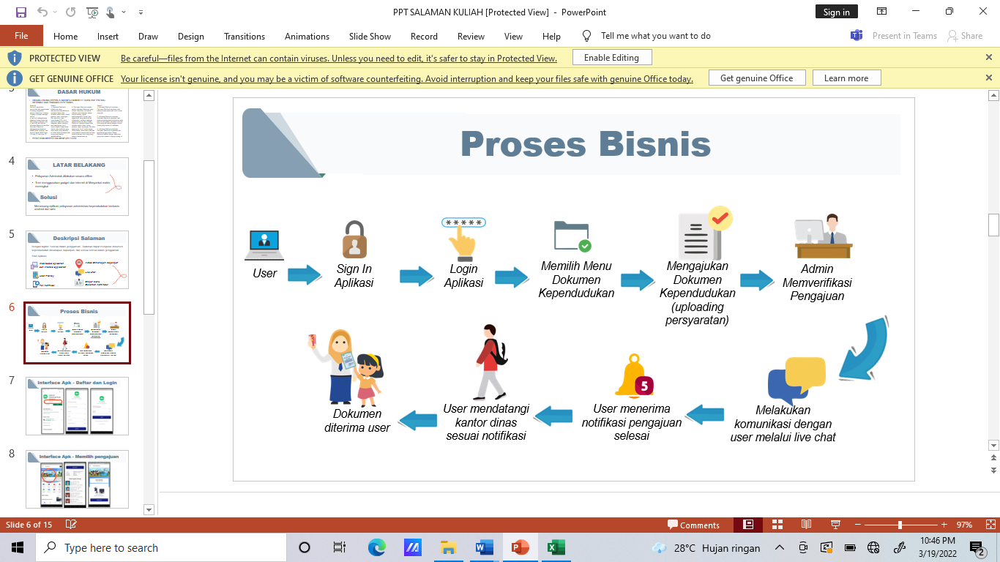 PPT SALAMAN KULIAH [Protected View] - PowerPoint
Sign in
File Home Insert Draw Design Transitions Animations Slide Show Record Review View Help Tell me what you want to do Present in Teams Share
PROTECTED VIEW Be careful—files from the Internet can contain viruses. Unless you need to edit, it's safer to stay in Protected View. Enable Editing
GET GENUINE OFFICE Your license isn't genuine, and you may be a victim of software counterfeiting. Avoid interruption and keep your files safe with genuine Office today. Get genuine Office Learn more
DASAR HUKUM
4
LATAR BELAKANG
Solusi
5
Deskripsi Salaman
6
Proses Bisnis
7
Interface Apk - Daftar dan Login
8
Interface Apk - Memilih pengajuan
Proses Bisnis
*****
User
Sign In
Aplikasi
Login
Aplikasi
Memilih Menu
Dokumen
Kependudukan
Mengajukan
Dokumen
Kependudukan
(uploading
persyaratan)
Admin
Memverifikasi
Pengajuan
Melakukan
komunikasi dengan
user melalui live chat
5
User menerima
notifikasi pengajuan
selesai
User mendatangi
kantor dinas
sesuai notifikasi
Dokumen
diterima user
Slide 6 of 15
Comments
97%
Type here to search
28°C Hujan ringan
10:46 PM
3/19/2022
2